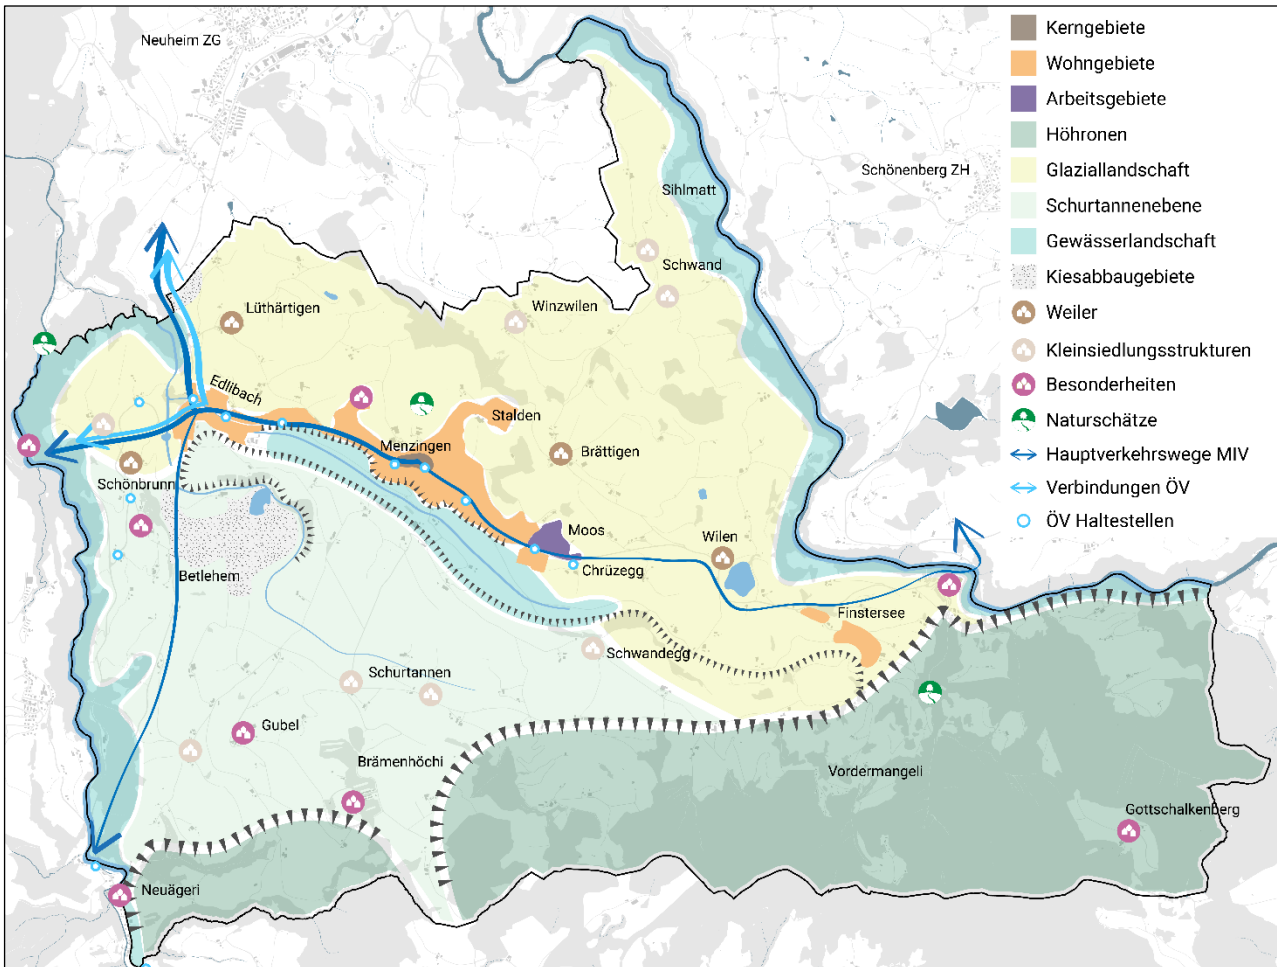 Neuheim ZG
Kerngebiete
Wohngebiete
Arbeitsgebiete
Höhronen
Glaziallandschaft
Schurtannenebene
Gewässerlandschaft
Kiesabbaugebiete
Weiler
Kleinsiedlungsstrukturen
Besonderheiten
Naturschätze
Hauptverkehrswege MIV
Verbindungen ÖV
ÖV Haltestellen
Schönenberg ZH
Sihlmatt
Schwand
Lüthärtigen
Winzwilen
Edlibach
Stalden
Menzingen
Brättigen
Schönbrunn
Moos
Wilen
Chrüzegg
Betlehem
Finstersee
Schwandegg
Schurtannen
Gubel
Brämenhöchi
Vordermangeli
Gottschalkenberg
Neuägeri